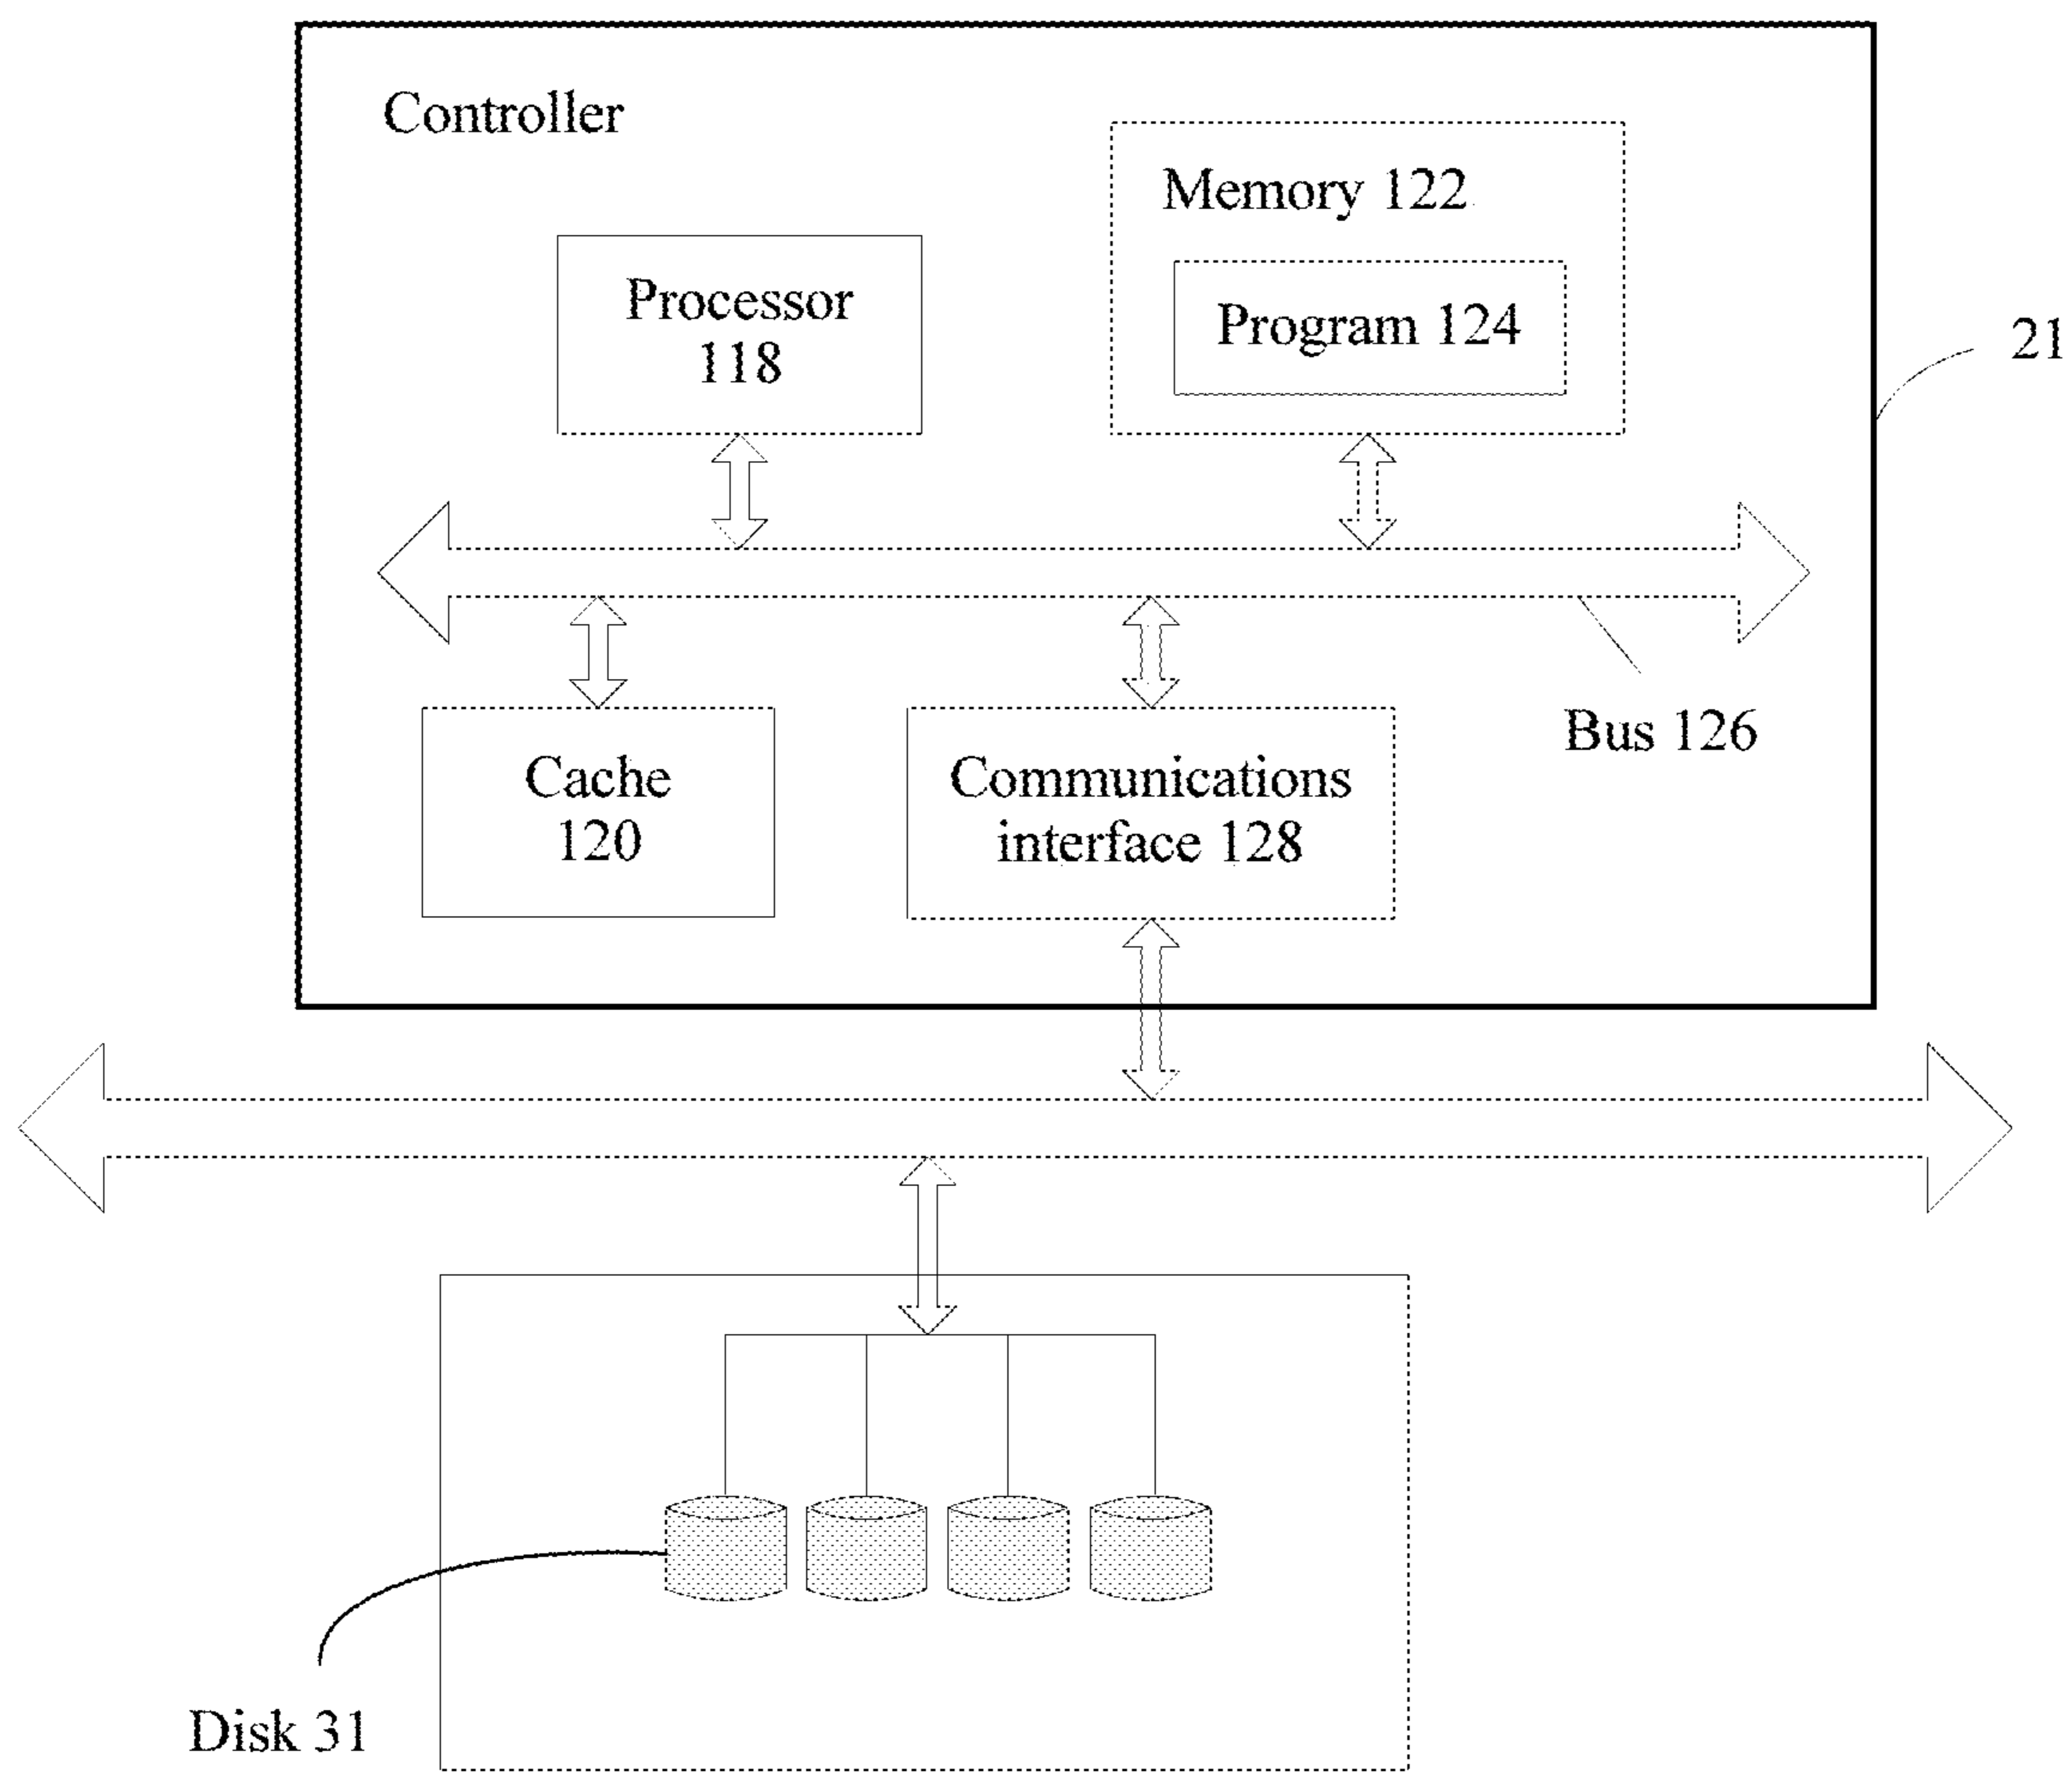 Controller
Memory 122
Processor
118
Program 124
21
Bus 126
Cache
120
Communications
interface 128
Disk 31